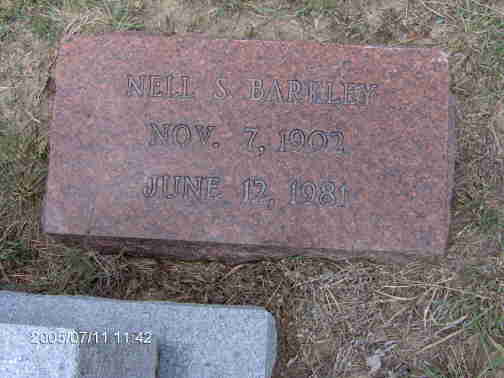 NELL S. BARKLEY
NOV. 7, 1902
JUNE 12, 1981
2005/07/11 11:42